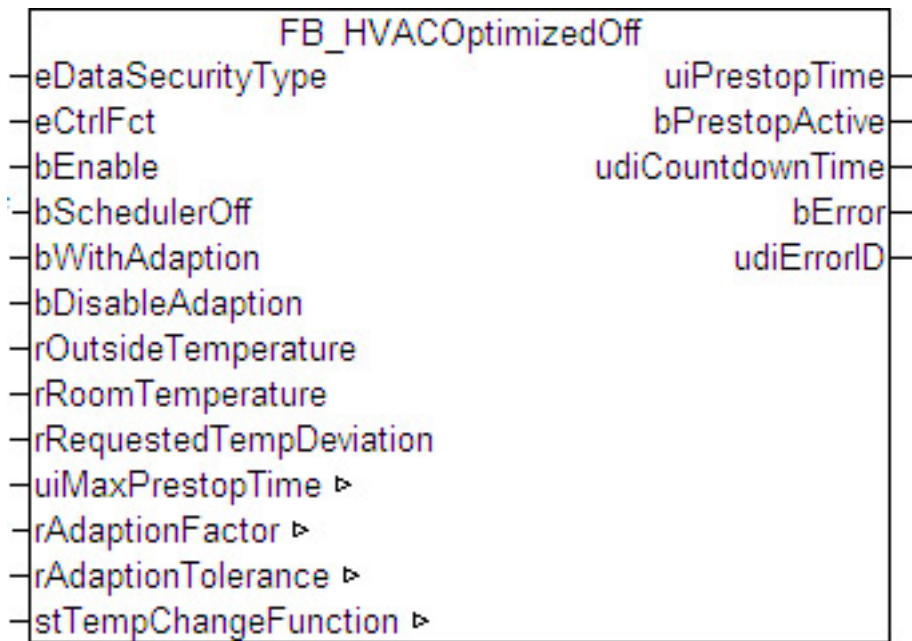 FB_HVACOptimizedOff
eDataSecurityType uiPrestopTime
eCtrlFct bPrestopActive
bEnable udiCountdownTime
bSchedulerOff bError
bWithAdaption udiErrorID
bDisableAdaption
rOutsideTemperature
rRoomTemperature
rRequestedTempDeviation
uiMaxPrestopTime
rAdaptionFactor
rAdaptionTolerance
stTempChangeFunction